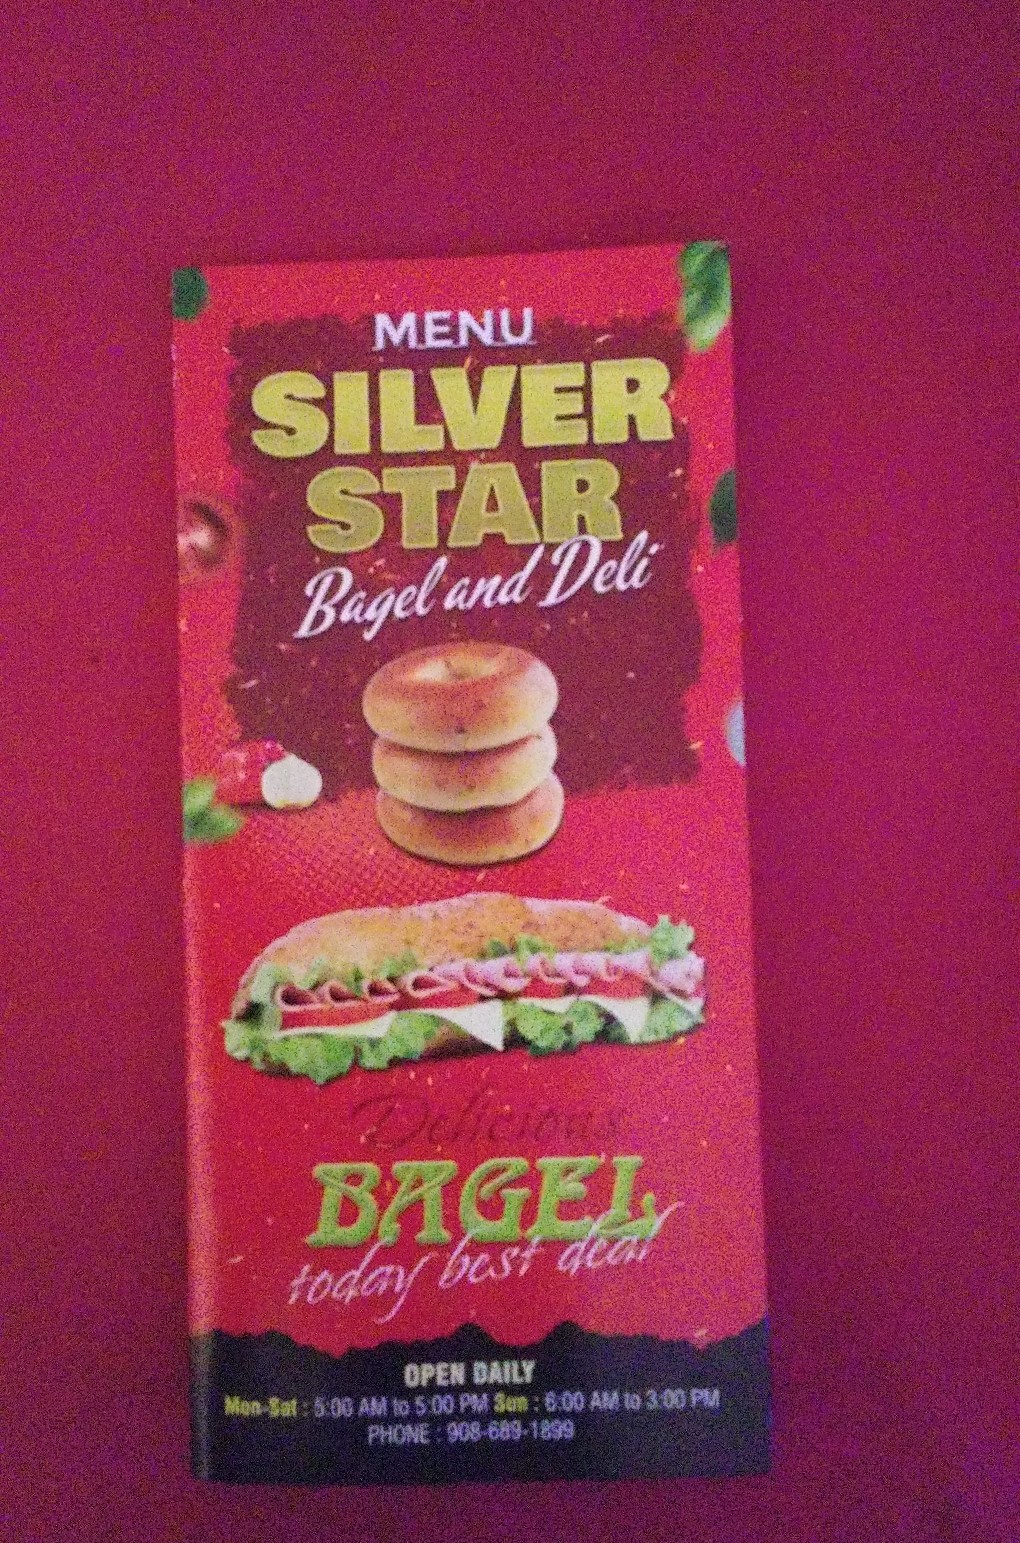 MENU
SILVER
STAR
Bagel and Deli
Delicious
BAGEL
today best deal
OPEN DAILY
Mon-Sat : 5:00 AM to 5:00 PM Sun : 6:00 AM to 3:00 PM
PHONE : 908-689-1899